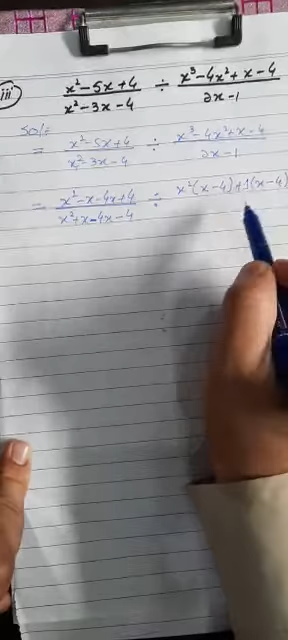 iii) x²-5x+4 / x²-3x-4 ÷ x³-4x²+x-4 / 2x-1
Sol:
= x²-5x+4 / x²-3x-4 ÷ x³-4x²+x-4 / 2x-1
= x²-x-4x+4 / x²+x-4x-4 ÷ x²(x-4)+1(x-4)